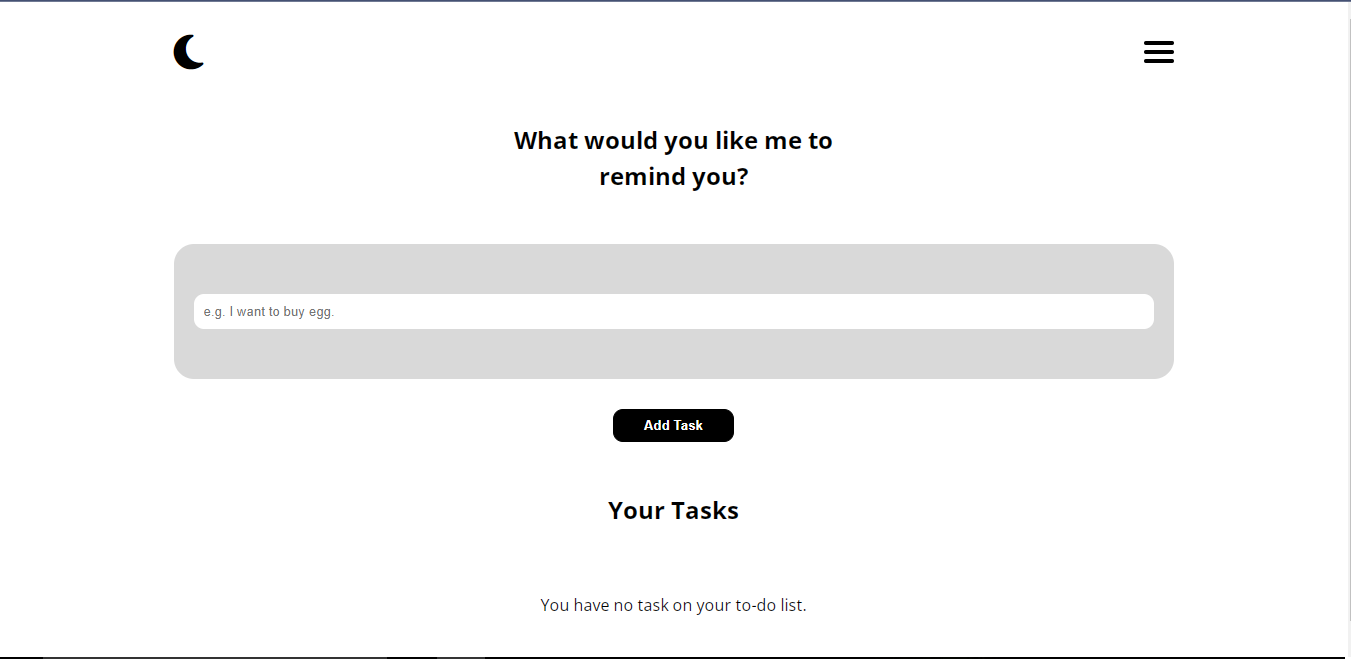 What would you like me to
remind you?
e.g. I want to buy egg.
Add Task
Your Tasks
You have no task on your to-do list.